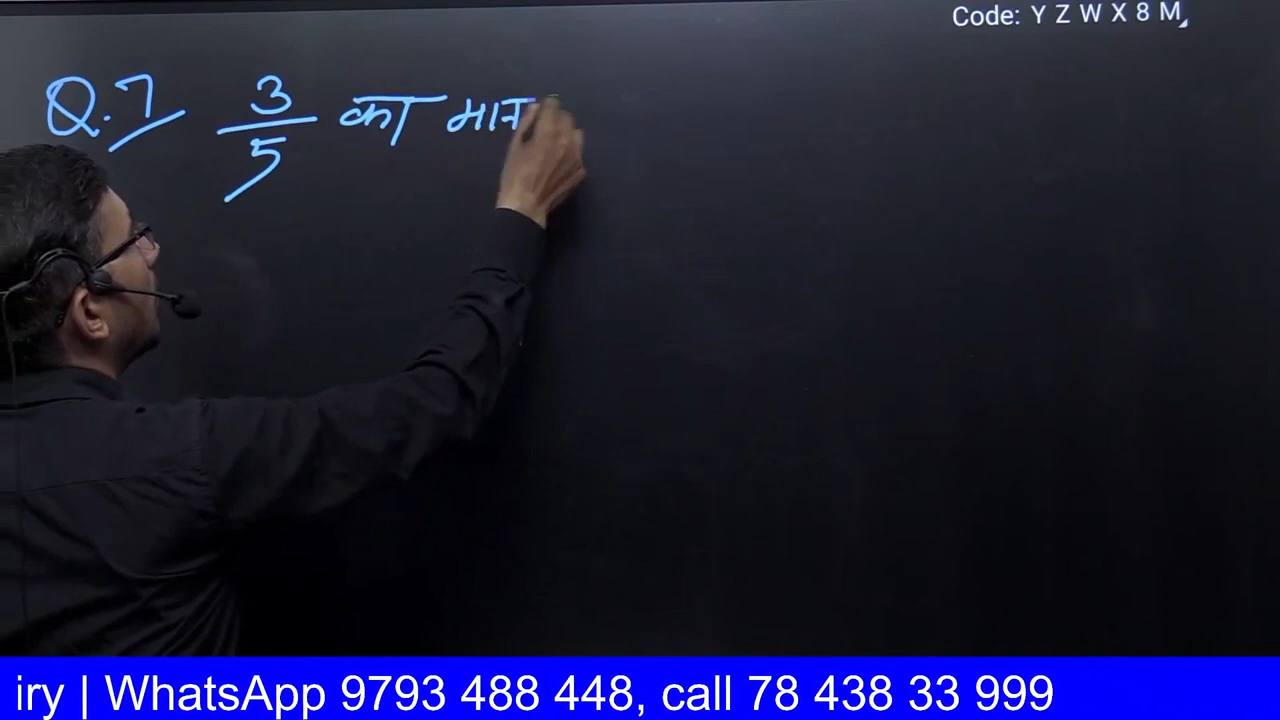 Code: Y Z W X 8 M
Q.7 3/5 का मान
iry | WhatsApp 9793 488 448, call 78 438 33 999